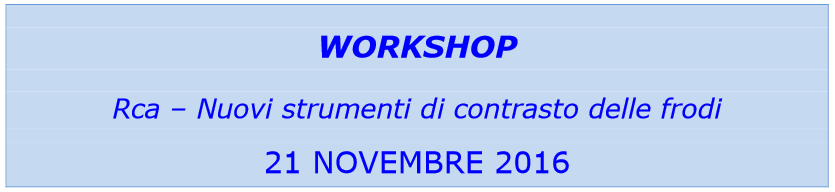 WORKSHOP
Rca – Nuovi strumenti di contrasto delle frodi
21 NOVEMBRE 2016